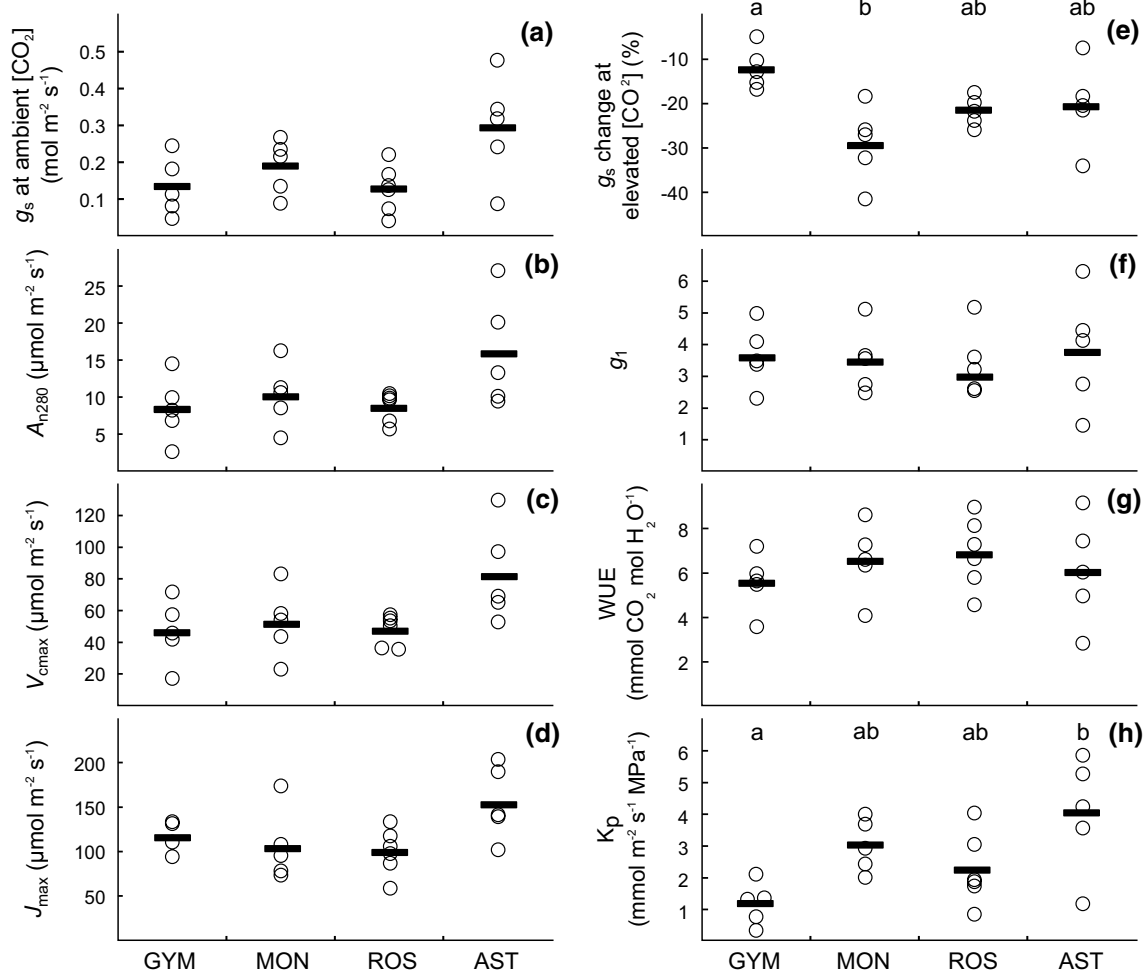 (a)
gs at ambient [CO2]
(mol m-2 s-1)
0.5
0.4
0.3
0.2
0.1
(b)
An280 (µmol m-2 s-1)
25
20
15
10
5
(c)
Vcmax (µmol m-2 s-1)
120
100
80
60
40
20
(d)
Jmax (µmol m-2 s-1)
200
150
100
50
GYM MON ROS AST
a b ab ab
(e)
gs change at
elevated [CO2] (%)
-10
-20
-30
-40
(f)
g1
6
5
4
3
2
1
(g)
WUE
(mmol CO2 mol H2O-1)
8
6
4
2
a ab ab b
(h)
Kp
(mmol m-2 s-1 MPa-1)
6
5
4
3
2
1
GYM MON ROS AST